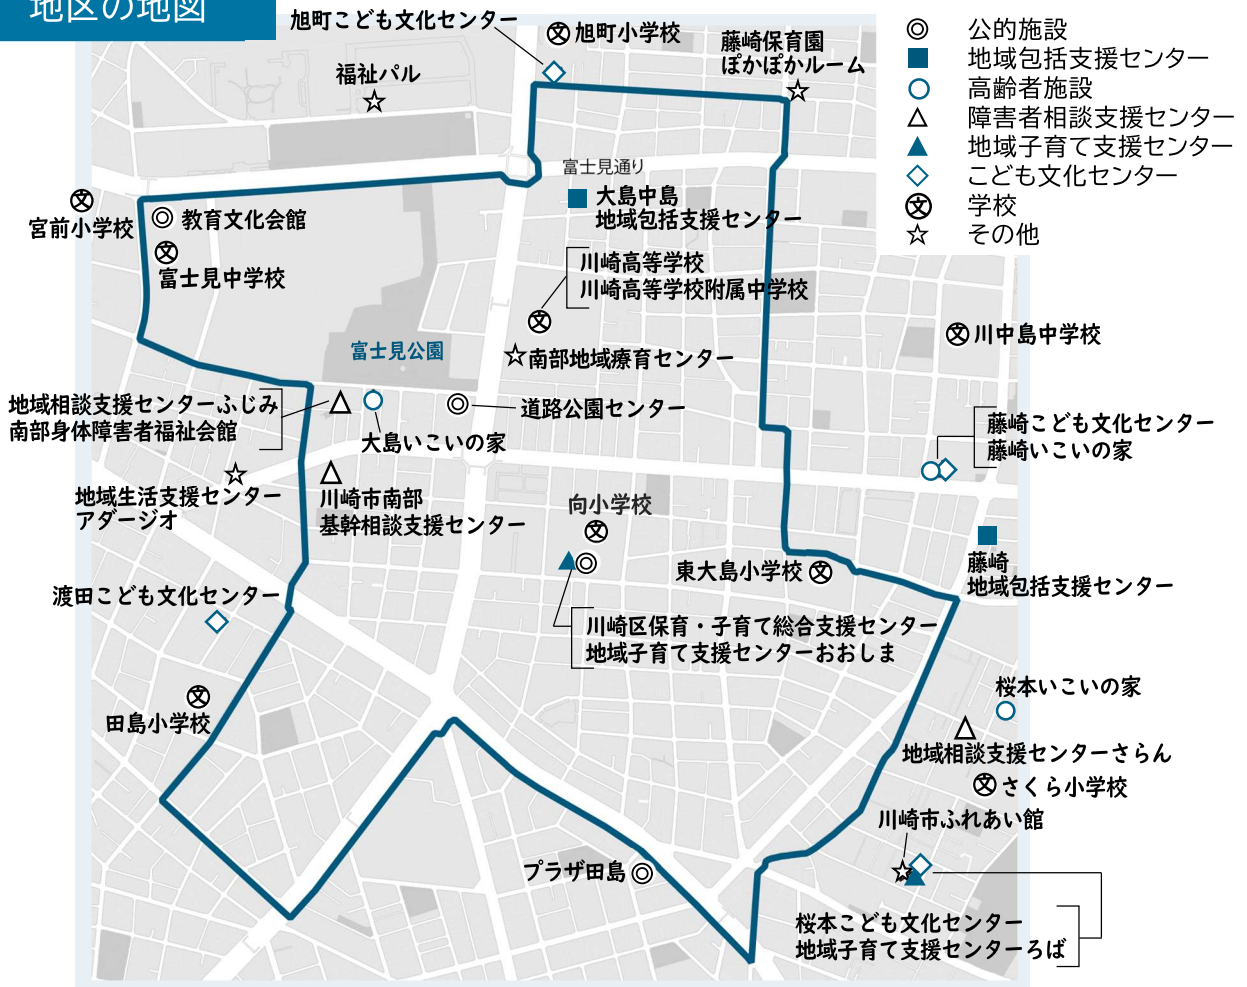 地区の地図
公的施設
地域包括支援センター
高齢者施設
障害者相談支援センター
地域子育て支援センター
こども文化センター
学校
その他
旭町こども文化センター
旭町小学校
藤崎保育園
ぽかぽかルーム
福祉パル
富士見通り
大島中島
地域包括支援センター
宮前小学校
教育文化会館
富士見中学校
川崎高等学校
川崎高等学校附属中学校
川中島中学校
富士見公園
南部地域療育センター
地域相談支援センターふじみ
南部身体障害者福祉会館
道路公園センター
大島いこいの家
藤崎こども文化センター
藤崎いこいの家
地域生活支援センター
アダージオ
川崎市南部
基幹相談支援センター
向小学校
東大島小学校
藤崎
地域包括支援センター
渡田こども文化センター
川崎区保育・子育て総合支援センター
地域子育て支援センターおおしま
田島小学校
桜本いこいの家
地域相談支援センターさらん
さくら小学校
川崎市ふれあい館
プラザ田島
桜本こども文化センター
地域子育て支援センターろば